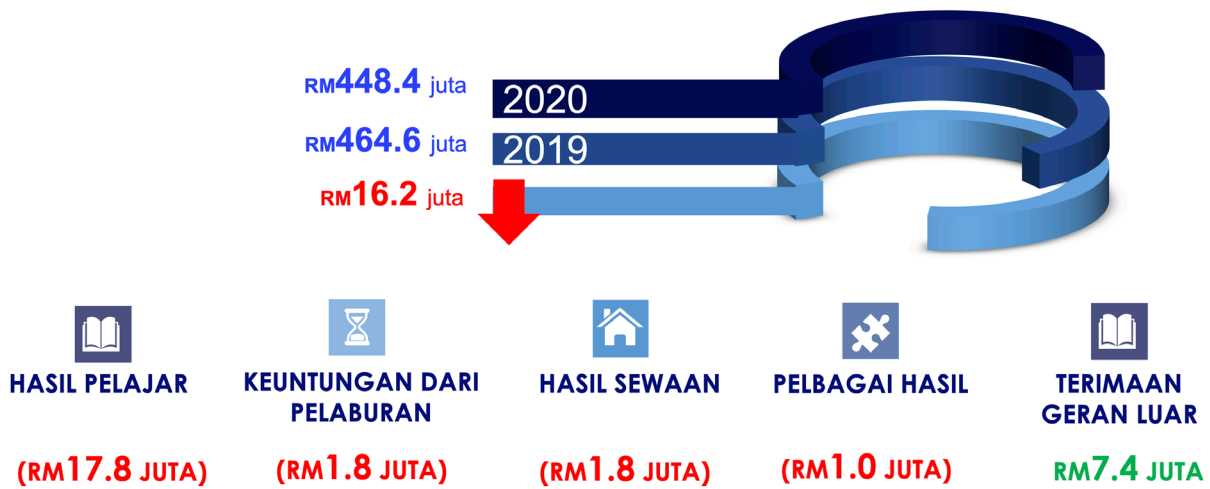 RM448.4 juta
2020
RM464.6 juta
2019
RM16.2 juta
HASIL PELAJAR
(RM17.8 JUTA)
KEUNTUNGAN DARI
PELABURAN
(RM1.8 JUTA)
HASIL SEWAAN
(RM1.8 JUTA)
PELBAGAI HASIL
(RM1.0 JUTA)
TERIMAAN
GERAN LUAR
RM7.4 JUTA